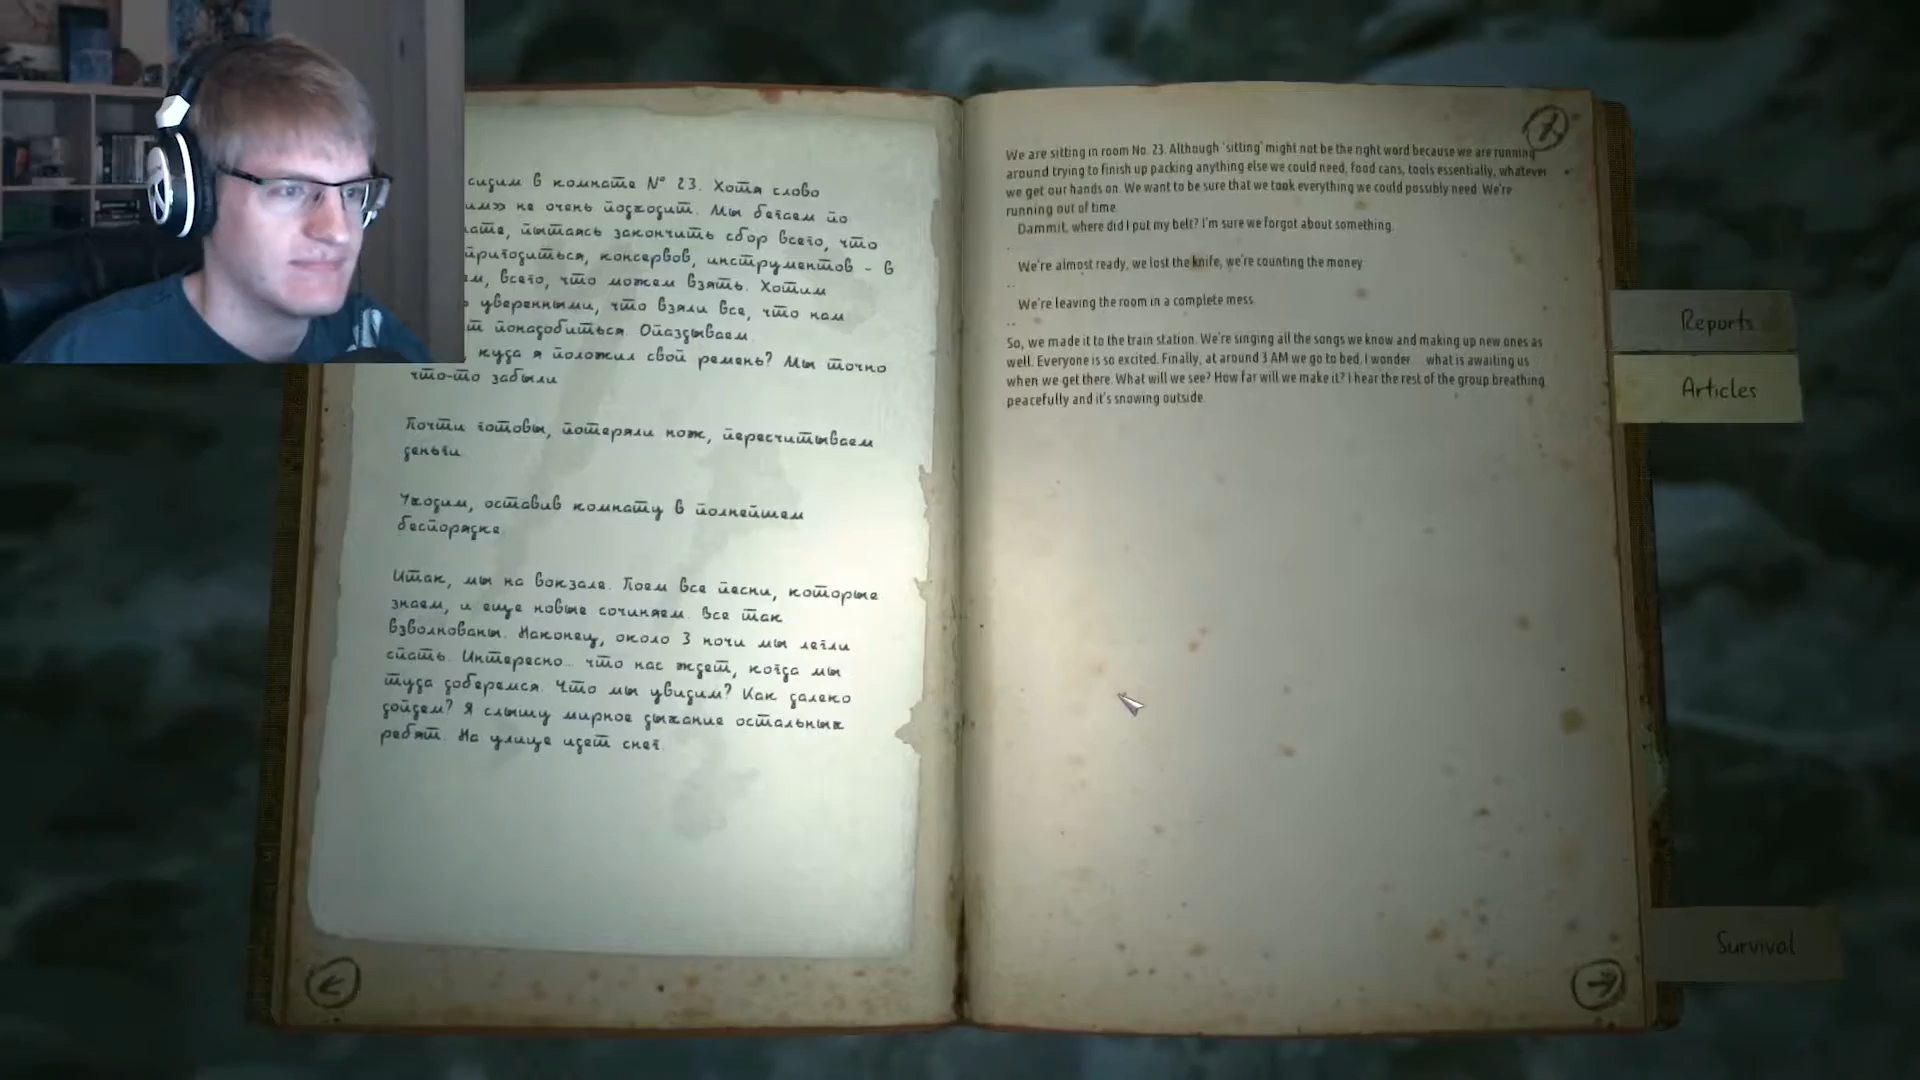 сидим в комнате № 23. Хотя слово
не очень подходит. Мы бегаем по
пытаясь закончить сбор всего, что
пригодиться, консервов, инструментов - в
всего, что можем взять. Хотим
уверенными, что взяли все, что нам
понадобиться. Опаздываем.
куда я положил свой ремень? Мы точно
что-то забыли
Почти готовы, потеряли нож, пересчитываем
деньги
Уходим, оставив комнату в полнейшем
беспорядке
Итак, мы на вокзале. Поем все песни, которые
знаем, и еще новые сочиняем. Все так
взволнованы. Наконец, около 3 ночи мы легли
спать. Интересно... что нас ждет, когда мы
туда доберемся. Что мы увидим? Как далеко
дойдем? Я слышу мирное дыхание остальных
ребят. На улице идет снег.
We are sitting in room No. 23. Although 'sitting' might not be the right word because we are running
around trying to finish up packing anything else we could need, food cans, tools essentially, whatever
we get our hands on. We want to be sure that we took everything we could possibly need. We're
running out of time.
Dammit, where did I put my belt? I'm sure we forgot about something.
..
We're almost ready, we lost the knife, we're counting the money.
..
We're leaving the room in a complete mess.
..
So, we made it to the train station. We're singing all the songs we know and making up new ones as
well. Everyone is so excited. Finally, at around 3 AM we go to bed. I wonder... what is awaiting us
when we get there. What will we see? How far will we make it? I hear the rest of the group breathing
peacefully and it's snowing outside.
Reports
Articles
Survival